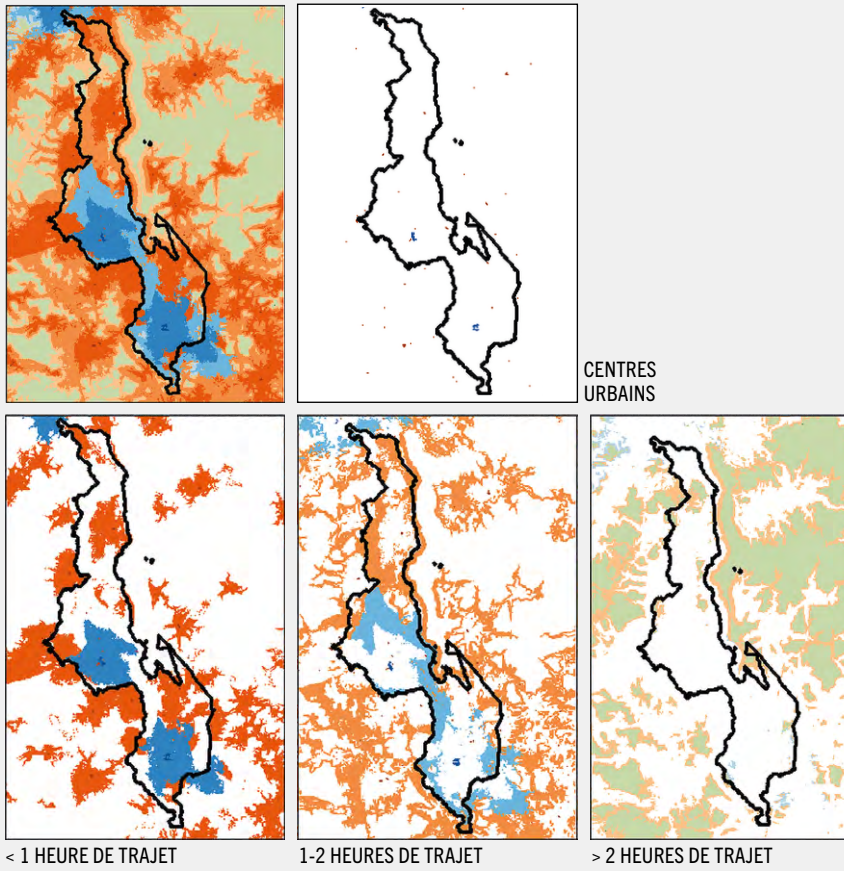 CENTRES
URBAINS
< 1 HEURE DE TRAJET
1-2 HEURES DE TRAJET
> 2 HEURES DE TRAJET